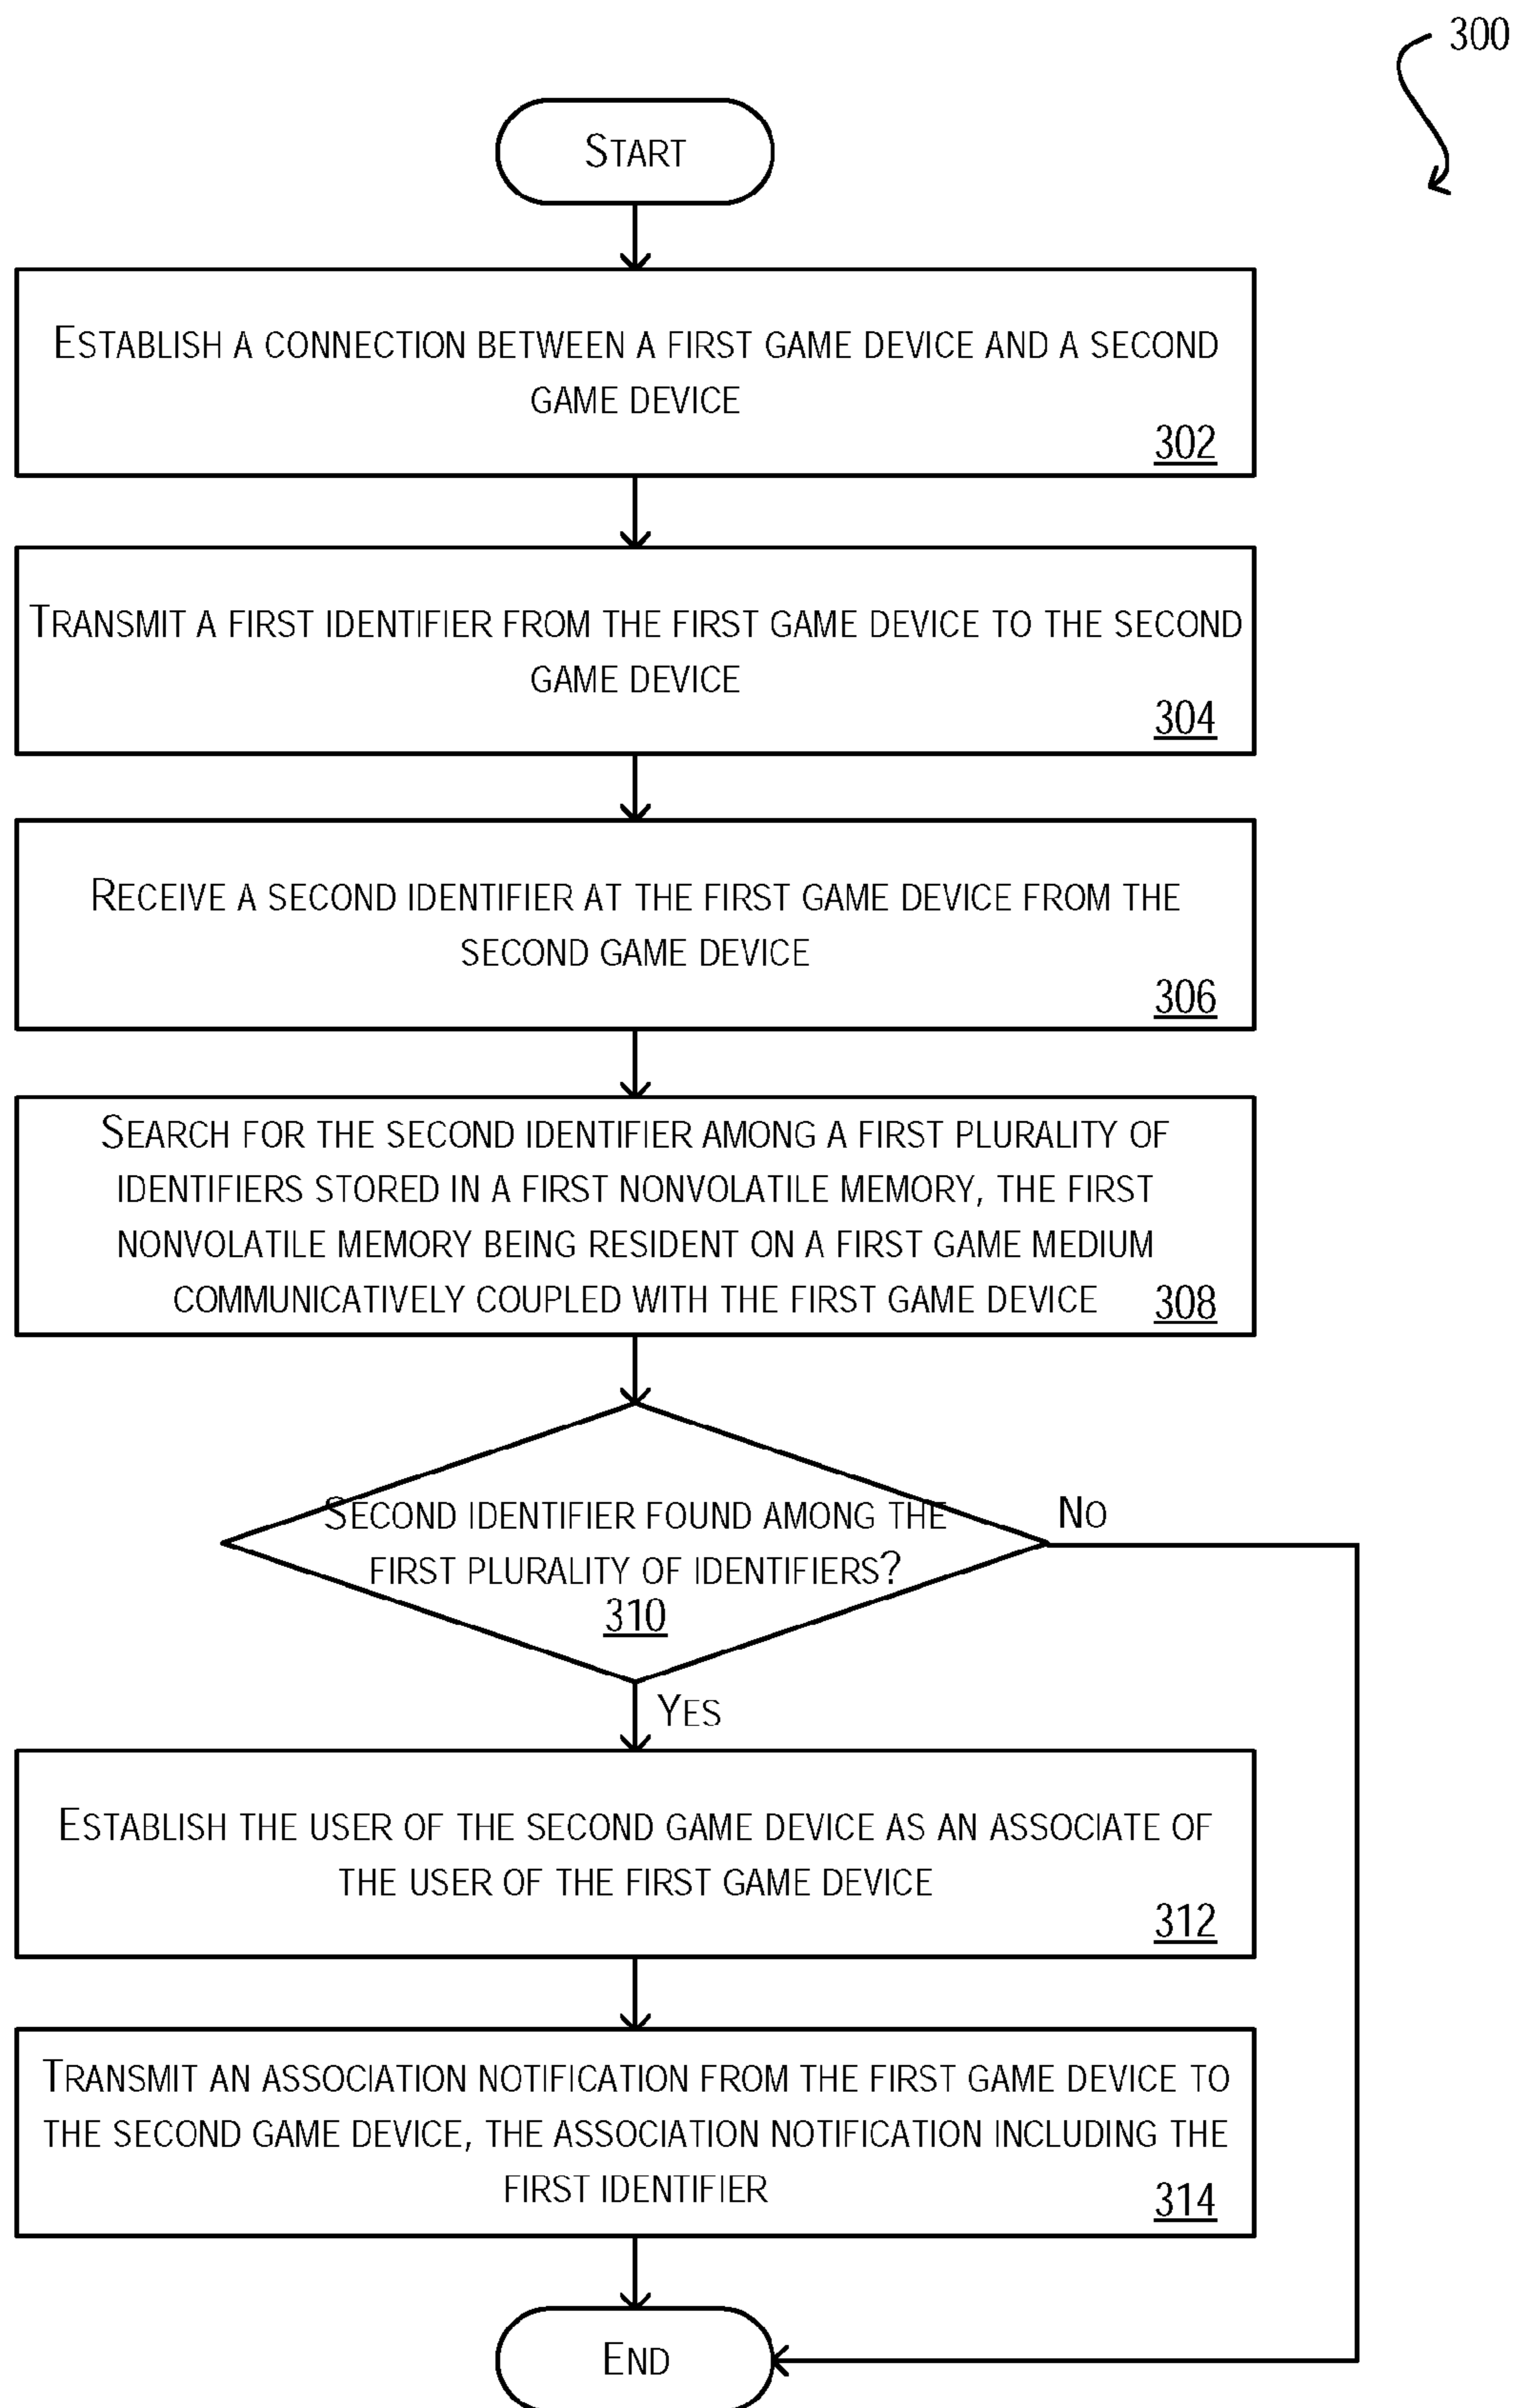 300
START
ESTABLISH A CONNECTION BETWEEN A FIRST GAME DEVICE AND A SECOND
GAME DEVICE
302
TRANSMIT A FIRST IDENTIFIER FROM THE FIRST GAME DEVICE TO THE SECOND
GAME DEVICE
304
RECEIVE A SECOND IDENTIFIER AT THE FIRST GAME DEVICE FROM THE
SECOND GAME DEVICE
306
SEARCH FOR THE SECOND IDENTIFIER AMONG A FIRST PLURALITY OF
IDENTIFIERS STORED IN A FIRST NONVOLATILE MEMORY, THE FIRST
NONVOLATILE MEMORY BEING RESIDENT ON A FIRST GAME MEDIUM
COMMUNICATIVELY COUPLED WITH THE FIRST GAME DEVICE 308
SECOND IDENTIFIER FOUND AMONG THE
FIRST PLURALITY OF IDENTIFIERS?
310
NO
YES
ESTABLISH THE USER OF THE SECOND GAME DEVICE AS AN ASSOCIATE OF
THE USER OF THE FIRST GAME DEVICE
312
TRANSMIT AN ASSOCIATION NOTIFICATION FROM THE FIRST GAME DEVICE TO
THE SECOND GAME DEVICE, THE ASSOCIATION NOTIFICATION INCLUDING THE
FIRST IDENTIFIER
314
END